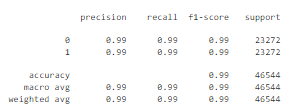 precision recall f1-score support
0 0.99 0.99 0.99 23272
1 0.99 0.99 0.99 23272
accuracy 0.99 46544
macro avg 0.99 0.99 0.99 46544
weighted avg 0.99 0.99 0.99 46544